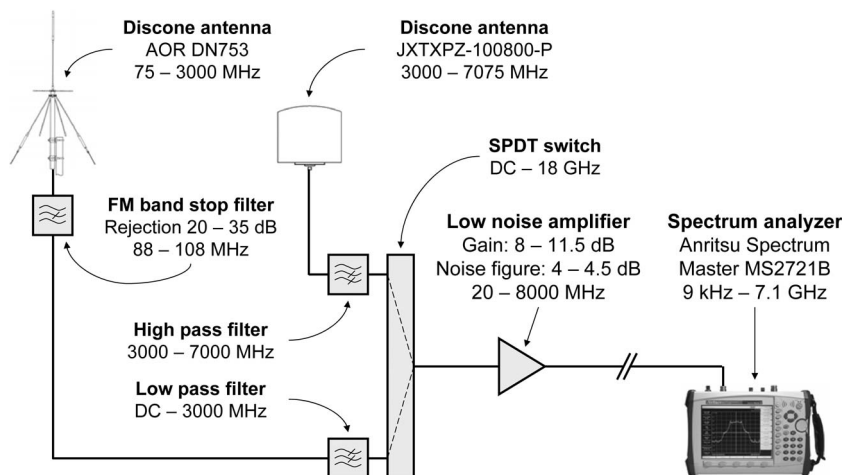 Discone antenna
AOR DN753
75 – 3000 MHz
Discone antenna
JXTXPZ-100800-P
3000 – 7075 MHz
SPDT switch
DC – 18 GHz
FM band stop filter
Rejection 20 – 35 dB
88 – 108 MHz
Low noise amplifier
Gain: 8 – 11.5 dB
Noise figure: 4 – 4.5 dB
20 – 8000 MHz
Spectrum analyzer
Anritsu Spectrum
Master MS2721B
9 kHz – 7.1 GHz
High pass filter
3000 – 7000 MHz
Low pass filter
DC – 3000 MHz